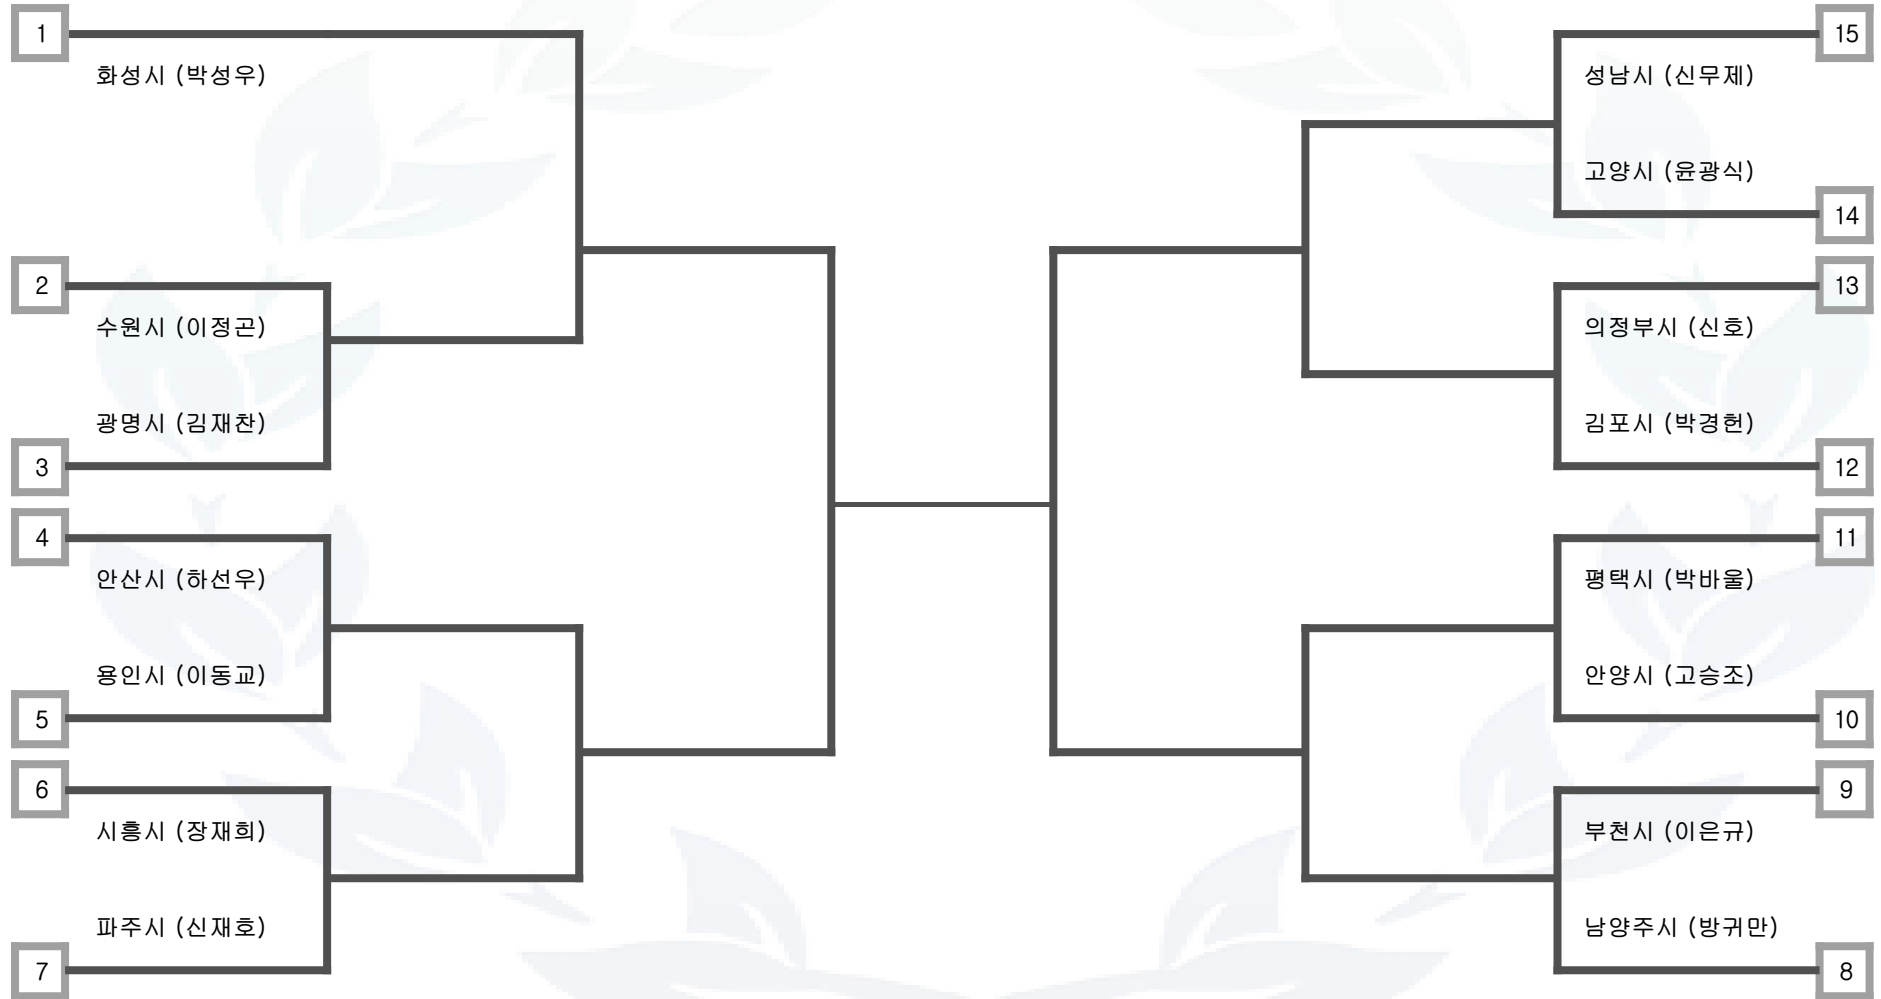 1
화성시 (박성우)
2
수원시 (이정곤)
광명시 (김재찬)
3
4
안산시 (하선우)
용인시 (이동교)
5
6
시흥시 (장재희)
파주시 (신재호)
7
15
성남시 (신무제)
고양시 (윤광식)
14
13
의정부시 (신호)
김포시 (박경헌)
12
11
평택시 (박바울)
안양시 (고승조)
10
9
부천시 (이은규)
남양주시 (방귀만)
8